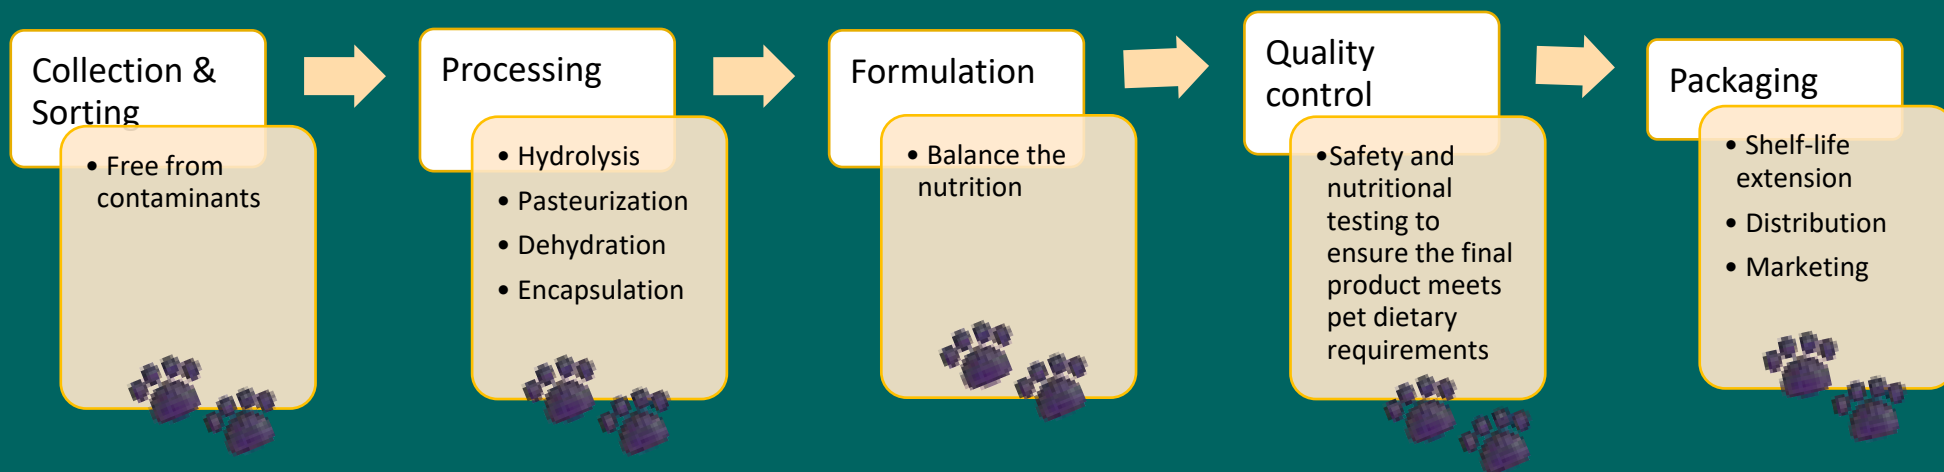 Collection &
Sorting
• Free from
contaminants
Processing
• Hydrolysis
• Pasteurization
• Dehydration
• Encapsulation
Formulation
• Balance the
nutrition
Quality
control
•Safety and
nutritional
testing to
ensure the final
product meets
pet dietary
requirements
Packaging
• Shelf-life
extension
• Distribution
• Marketing